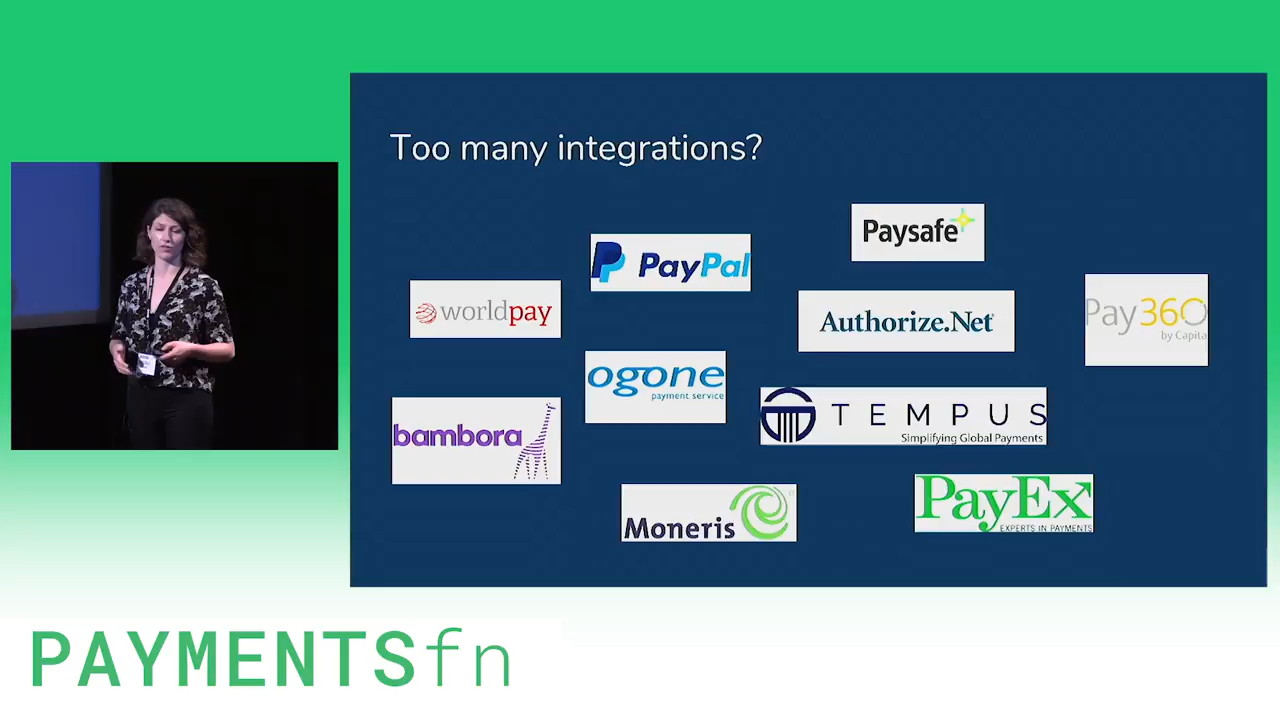 Too many integrations?
Paysafe
PayPal
worldpay
Authorize.Net
Pay360
by Capita
ogone
payment service
bambora
TEMPUS
Simplifying Global Payments
Moneris
PayEx
EXPERTS IN PAYMENTS
PAYMENTSfn